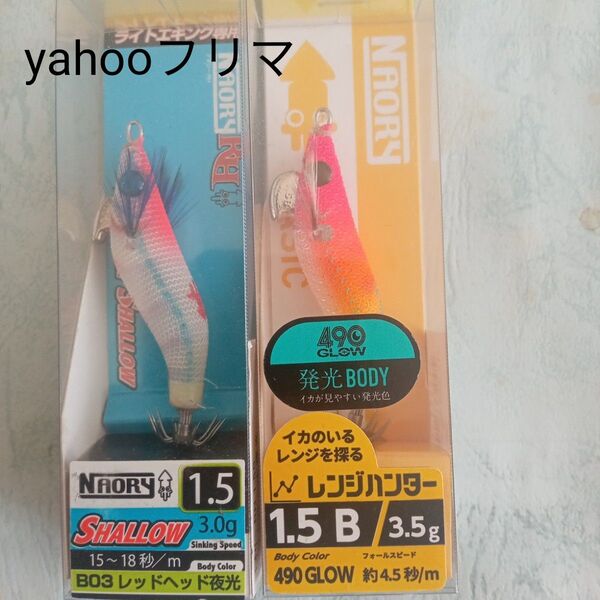 ライトエギング専用
yahooフリマ
NAORY
RH
SHALLOW
NAORY
BASIC
490
GLOW
発光BODY
イカが見やすい発光色
イカのいる
レンジを探る
レンジハンター
1.5 B / 3.5g
Body Color
フォールスピード
490 GLOW
約4.5秒/m
NAORY
1.5
SHALLOW
3.0g
Sinking Speed
15～18秒/m
Body Color
B03 レッドヘッド夜光